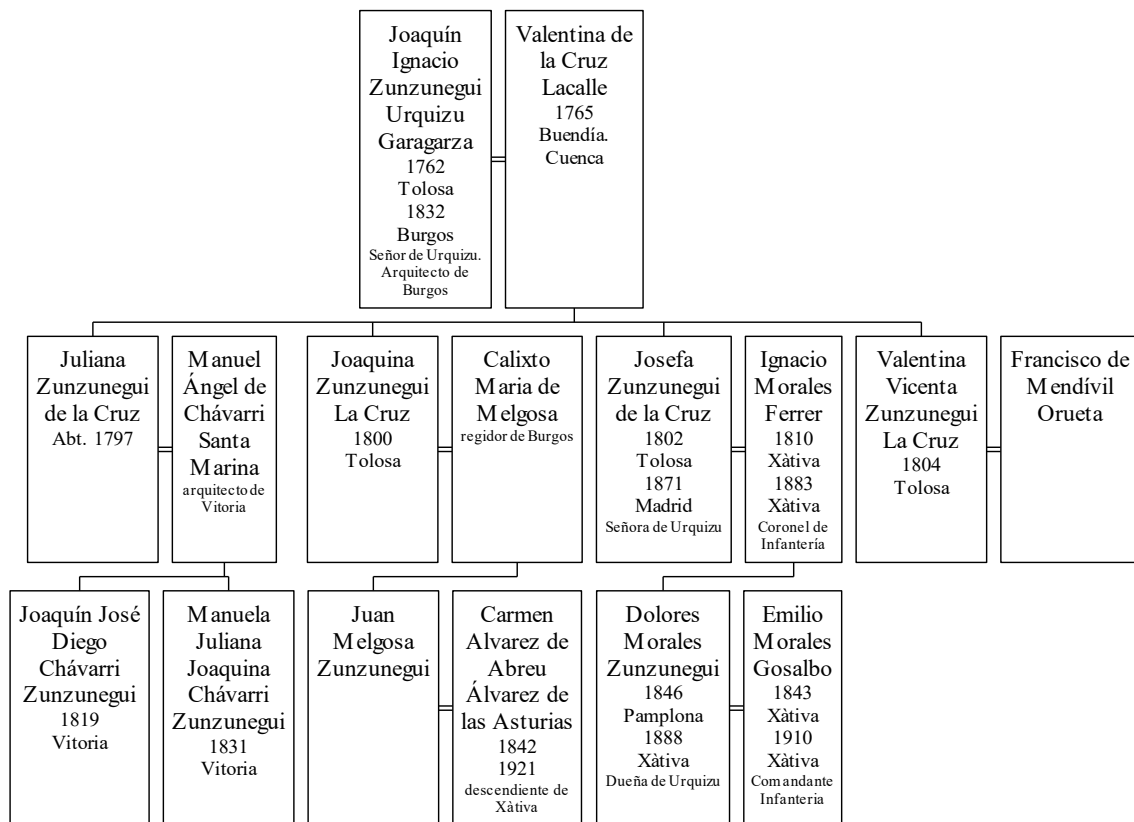 Joaquín
Ignacio
Zunzunegui
Urquizu
Garagarza
1762
Tolosa
1832
Burgos
Señor de Urquizu.
Arquitecto de
Burgos
Valentina de
la Cruz
Lacalle
1765
Buendía.
Cuenca
Juliana
Zunzunegui
de la Cruz
Abt. 1797
Manuel
Ángel de
Chávarri
Santa
Marina
arquitecto de
Vitoria
Joaquina
Zunzunegui
La Cruz
1800
Tolosa
Calixto
Maria de
Melgosa
regidor de Burgos
Josefa
Zunzunegui
de la Cruz
1802
Tolosa
1871
Madrid
Señora de Urquizu
Ignacio
Morales
Ferrer
1810
Xàtiva
1883
Xàtiva
Coronel de
Infantería
Valentina
Vicenta
Zunzunegui
La Cruz
1804
Tolosa
Francisco de
Mendívil
Orueta
Joaquín José
Diego
Chávarri
Zunzunegui
1819
Vitoria
Manuela
Juliana
Joaquina
Chávarri
Zunzunegui
1831
Vitoria
Juan
Melgosa
Zunzunegui
Carmen
Alvarez de
Abreu
Álvarez de
las Asturias
1842
1921
descendiente de
Xàtiva
Dolores
Morales
Zunzunegui
1846
Pamplona
1888
Xàtiva
Dueña de Urquizu
Emilio
Morales
Gosalbo
1843
Xàtiva
1910
Xàtiva
Comandante
Infanteria